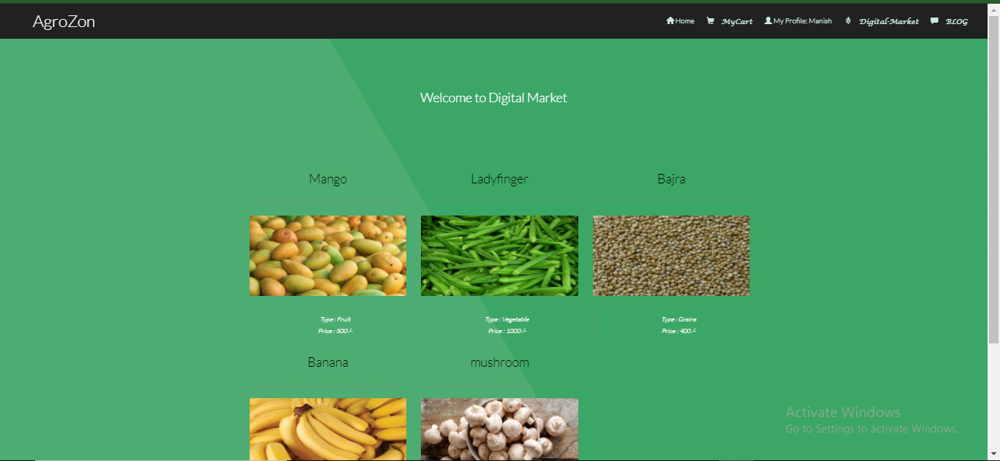 AgroZon
Home MyCart My Profile: Manish Digital-Market BLOG
Welcome to Digital Market
Mango Ladyfinger Bajra
Type : Fruit Type : Vegetable Type : Grains
Price : 500 /- Price : 1000 /- Price : 400 /-
Banana mushroom
Activate Windows
Go to Settings to activate Windows.